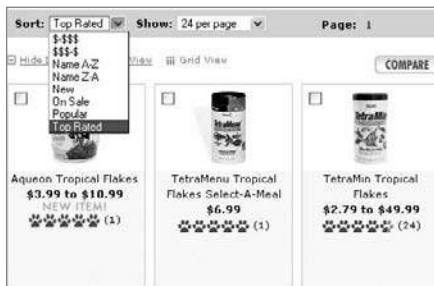 Sort: Top Rated Show: 24 per page Page: 1
$-$$$
$$$-$
Name A-Z
Name Z-A
New
On Sale
Popular
Top Rated
Hide View Grid View
COMPARE
TetraMenu
TetraMin
Aqueon Tropical Flakes
$3.99 to $10.99
NEW ITEM!
(1)
TetraMenu Tropical
Flakes Select-A-Meal
$6.99
(1)
TetraMin Tropical
Flakes
$2.79 to $49.99
(24)